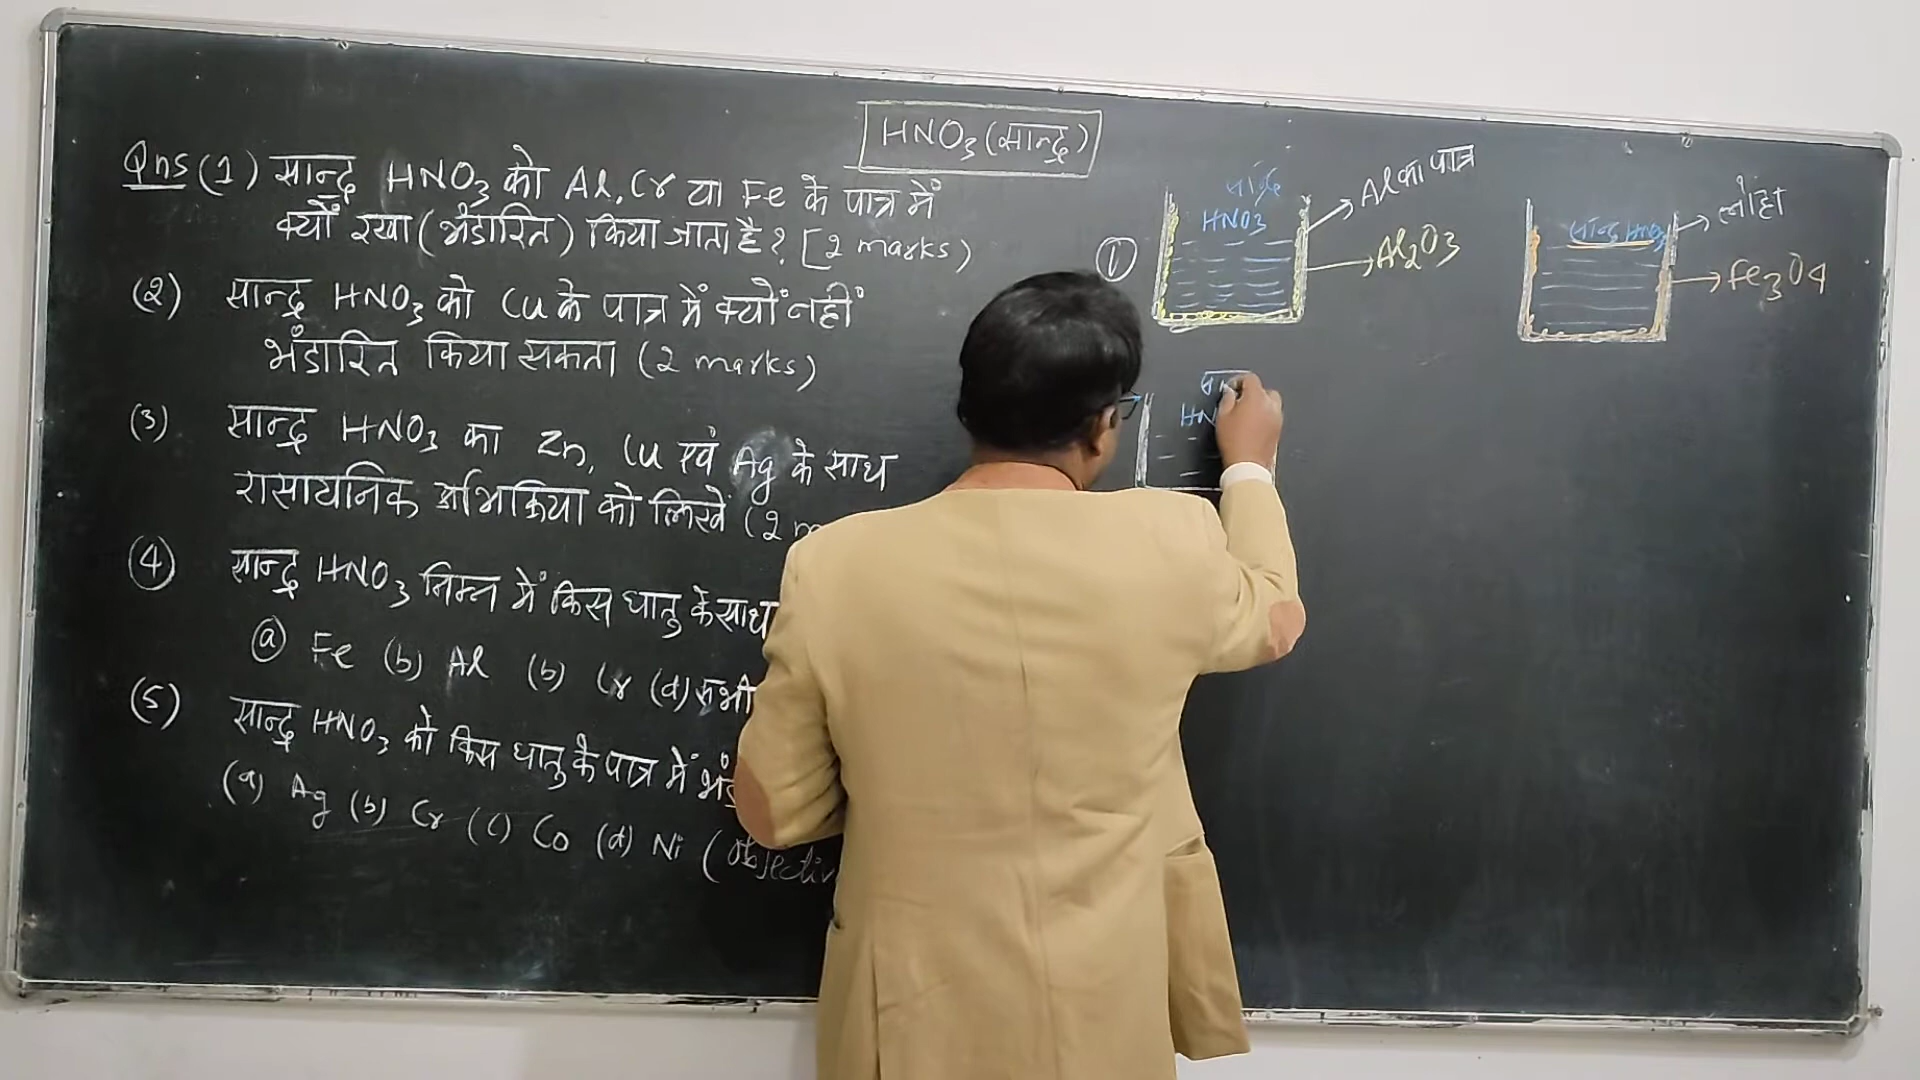 HNO3 (सान्द्र)
Qns (1) सान्द्र HNO3 को Al, Cr या Fe के पात्र में
क्यों रखा (भंडारित) किया जाता है? [2 marks)
(2) सान्द्र HNO3 को Cu के पात्र में क्यों नहीं
भंडारित किया सकता (2 marks)
(3) सान्द्र HNO3 का Zn, Cu एवं Ag के साथ
रासायनिक अभिक्रिया को लिखें (2 m
(4) सान्द्र HNO3 निम्न में किस धातु के साथ
(a) Fe (b) Al (b) Cr (d) सभी
(5) सान्द्र HNO3 को किस धातु के पात्र में
(a) Ag (b) Cr (c) Co (d) Ni (objectiv
(1)
HNO3
Al का पात्र
Al2O3
सान्द्र HNO3
लोहा
Fe3O4
HN